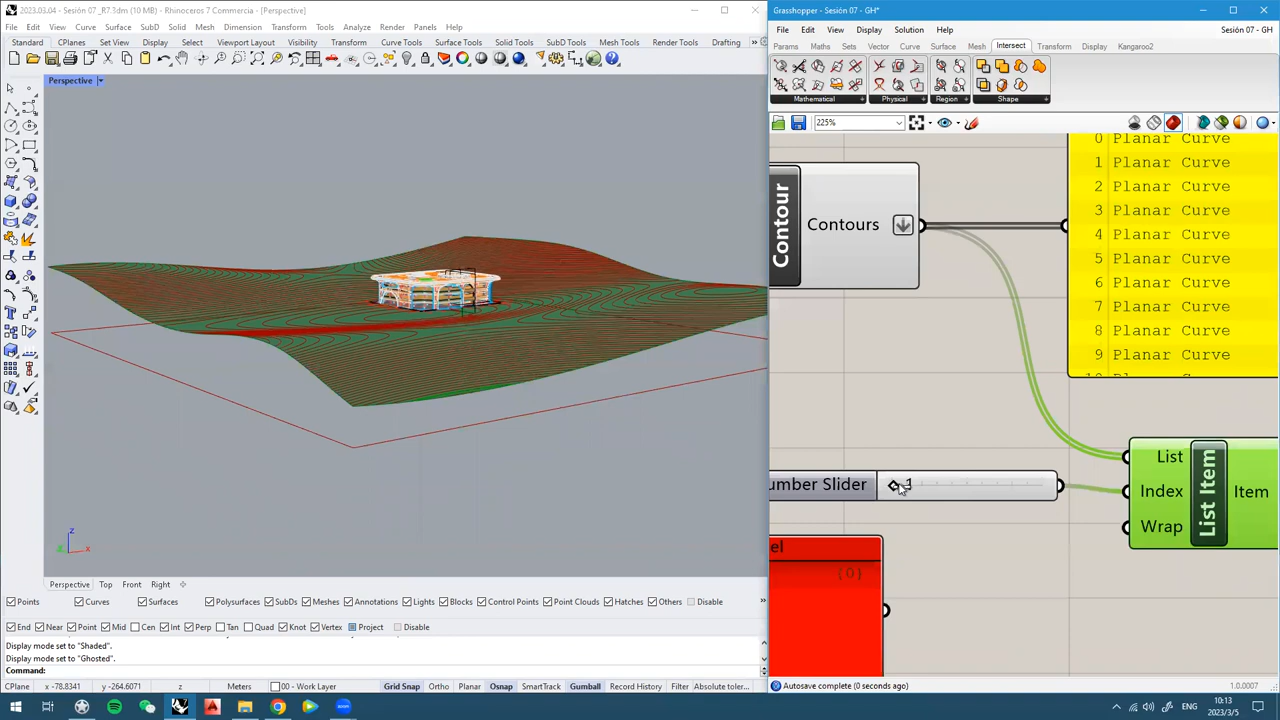 2023.03.04 - Session 07_R7.3dm (10 MB) - Rhinoceros 7 Commercia - [Perspective]
File Edit View Curve Surface SubD Solid Mesh Dimension Transform Tools Analyze Render Panels Help
Standard CPlanes Set View Select Viewport Layout Visibility Transform Curve Tools Surface Tools Solid Tools SubD Tools Mesh Tools Render Tools Drafting »
Perspective
z
x
Perspective Top Front Right
Points Curves Surfaces Polysurfaces SubDs Meshes Annotations Lights Blocks Control Points Point Clouds Hatches Others Disable »
End Near Point Mid Cen Int Perp Tan Quad Knot Vertex Project Disable
Display mode set to "Shaded".
Display mode set to "Ghosted".
Command:
CPlane x -78.8341 y -264.6071 z Meters 00 - Work Layer Grid Snap Ortho Planar Osnap SmartTrack Gumball Record History Filter Absolute toler...
Grasshopper - Sesión 07 - GH*
File Edit View Display Solution Help Sesión 07 - GH
Params Maths Sets Vector Curve Surface Mesh Intersect Transform Display Kangaroo2
Mathematical Physical Region Shape
225%
Contour
Contours
0 Planar Curve
1 Planar Curve
2 Planar Curve
3 Planar Curve
4 Planar Curve
5 Planar Curve
6 Planar Curve
7 Planar Curve
8 Planar Curve
9 Planar Curve
umber Slider
1
List
Index
Wrap
List Item
Item
el
{0}
Autosave complete (0 seconds ago)
1.0.0007
ENG
10:13
2023/3/5